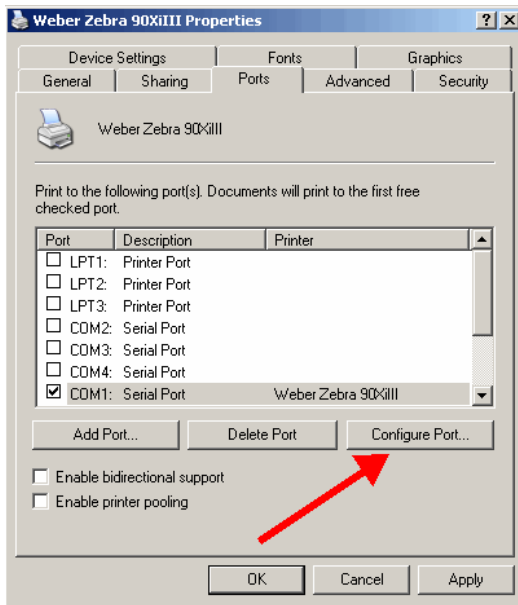 Weber Zebra 90XiIII Properties
Device Settings Fonts Graphics
General Sharing Ports Advanced Security
Weber Zebra 90XiIII
Print to the following port(s). Documents will print to the first free
checked port.
Port Description Printer
LPT1: Printer Port
LPT2: Printer Port
LPT3: Printer Port
COM2: Serial Port
COM3: Serial Port
COM4: Serial Port
COM1: Serial Port Weber Zebra 90XiIII
Add Port... Delete Port Configure Port...
Enable bidirectional support
Enable printer pooling
OK Cancel Apply